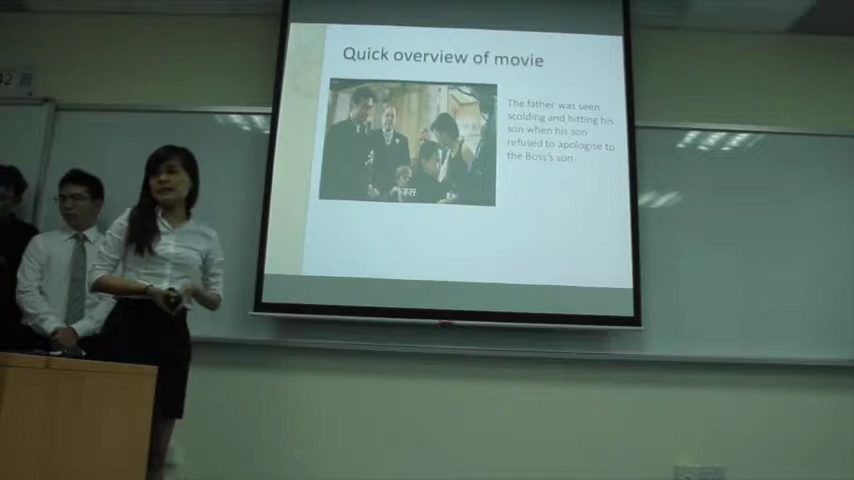 Quick overview of movie
The father was seen
scolding and hitting his
son when his son
refused to apologise to
the Boss's son